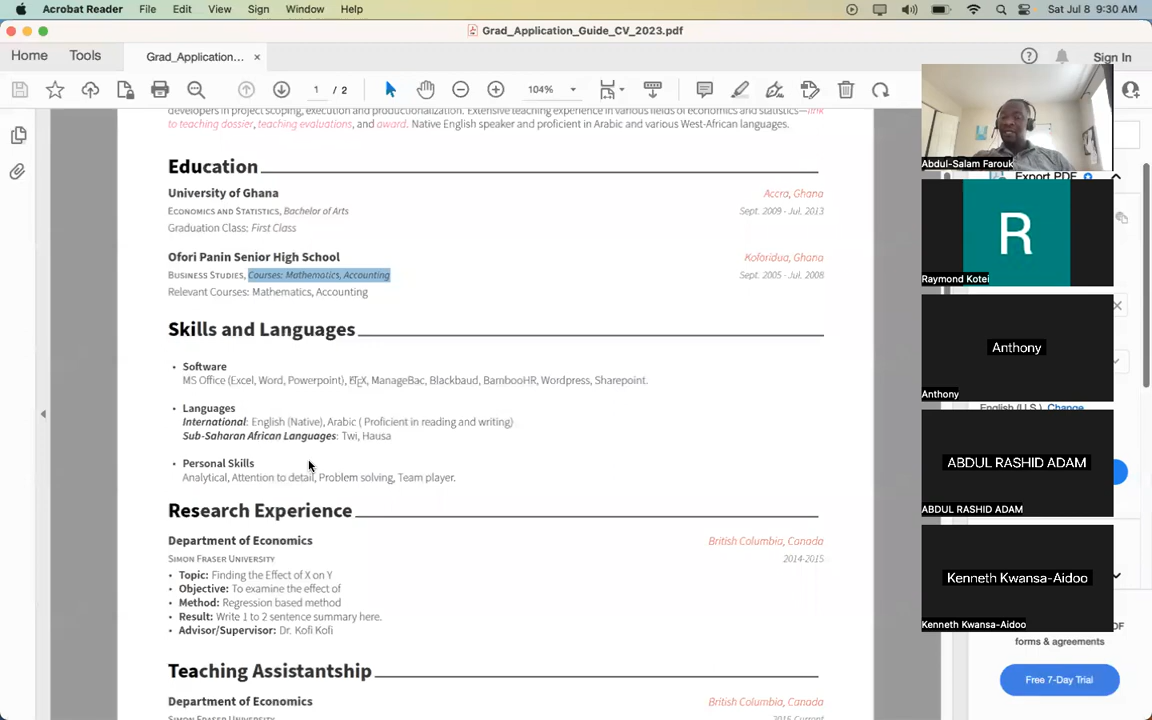 Acrobat Reader File Edit View Sign Window Help Sat Jul 8 9:30 AM
Grad_Application_Guide_CV_2023.pdf
Home Tools Grad_Application... × Sign In
1 / 2 104%
developers in project scoping, execution and productionalization. Extensive teaching experience in various fields of economics and statistics—link
to teaching dossier, teaching evaluations, and award. Native English speaker and proficient in Arabic and various West-African languages.
Education
University of Ghana Accra, Ghana
Economics and Statistics, Bachelor of Arts Sept. 2009 - Jul. 2013
Graduation Class: First Class
Ofori Panin Senior High School Koforidua, Ghana
Business Studies, Courses: Mathematics, Accounting Sept. 2005 - Jul. 2008
Relevant Courses: Mathematics, Accounting
Skills and Languages
• Software
MS Office (Excel, Word, Powerpoint), LATEX, ManageBac, Blackbaud, BambooHR, Wordpress, Sharepoint.
• Languages
International: English (Native), Arabic ( Proficient in reading and writing)
Sub-Saharan African Languages: Twi, Hausa
• Personal Skills
Analytical, Attention to detail, Problem solving, Team player.
Research Experience
Department of Economics British Columbia, Canada
Simon Fraser University 2014-2015
• Topic: Finding the Effect of X on Y
• Objective: To examine the effect of
• Method: Regression based method
• Result: Write 1 to 2 sentence summary here.
• Advisor/Supervisor: Dr. Kofi Kofi
Teaching Assistantship
Department of Economics British Columbia, Canada
Simon Fraser University 2016-Current
Abdul-Salam Farouk
Export PDF
R
Raymond Kotei
Anthony
Anthony
English (U.S.) Change
ABDUL RASHID ADAM
ABDUL RASHID ADAM
Kenneth Kwansa-Aidoo
Kenneth Kwansa-Aidoo
forms & agreements
Free 7-Day Trial